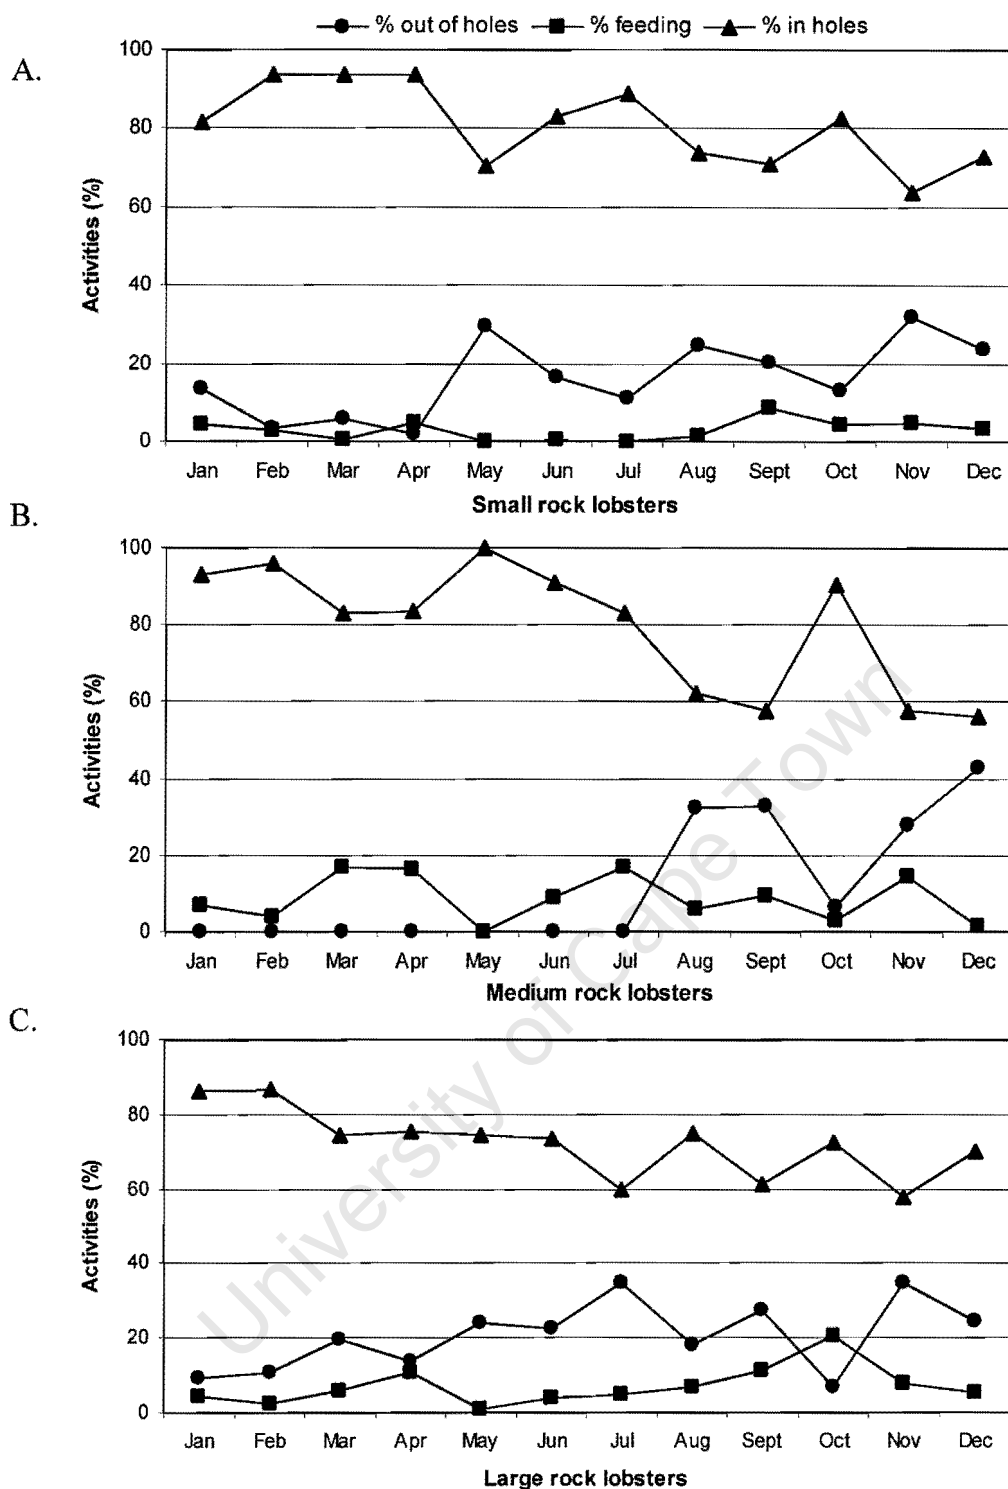 % out of holes % feeding % in holes
A.
100
80
60
40
20
0
Activities (%)
Jan Feb Mar Apr May Jun Jul Aug Sept Oct Nov Dec
Small rock lobsters
B.
100
80
60
40
20
0
Activities (%)
Jan Feb Mar Apr May Jun Jul Aug Sept Oct Nov Dec
Medium rock lobsters
C.
100
80
60
40
20
0
Activities (%)
Jan Feb Mar Apr May Jun Jul Aug Sept Oct Nov Dec
Large rock lobsters
University of Cape Town